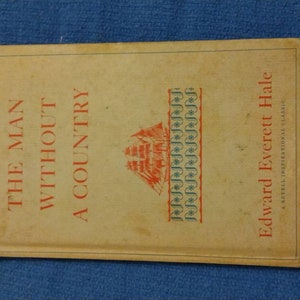 THE MAN
WITHOUT
A COUNTRY
Edward Everett Hale
A REVELL INSPIRATIONAL CLASSIC